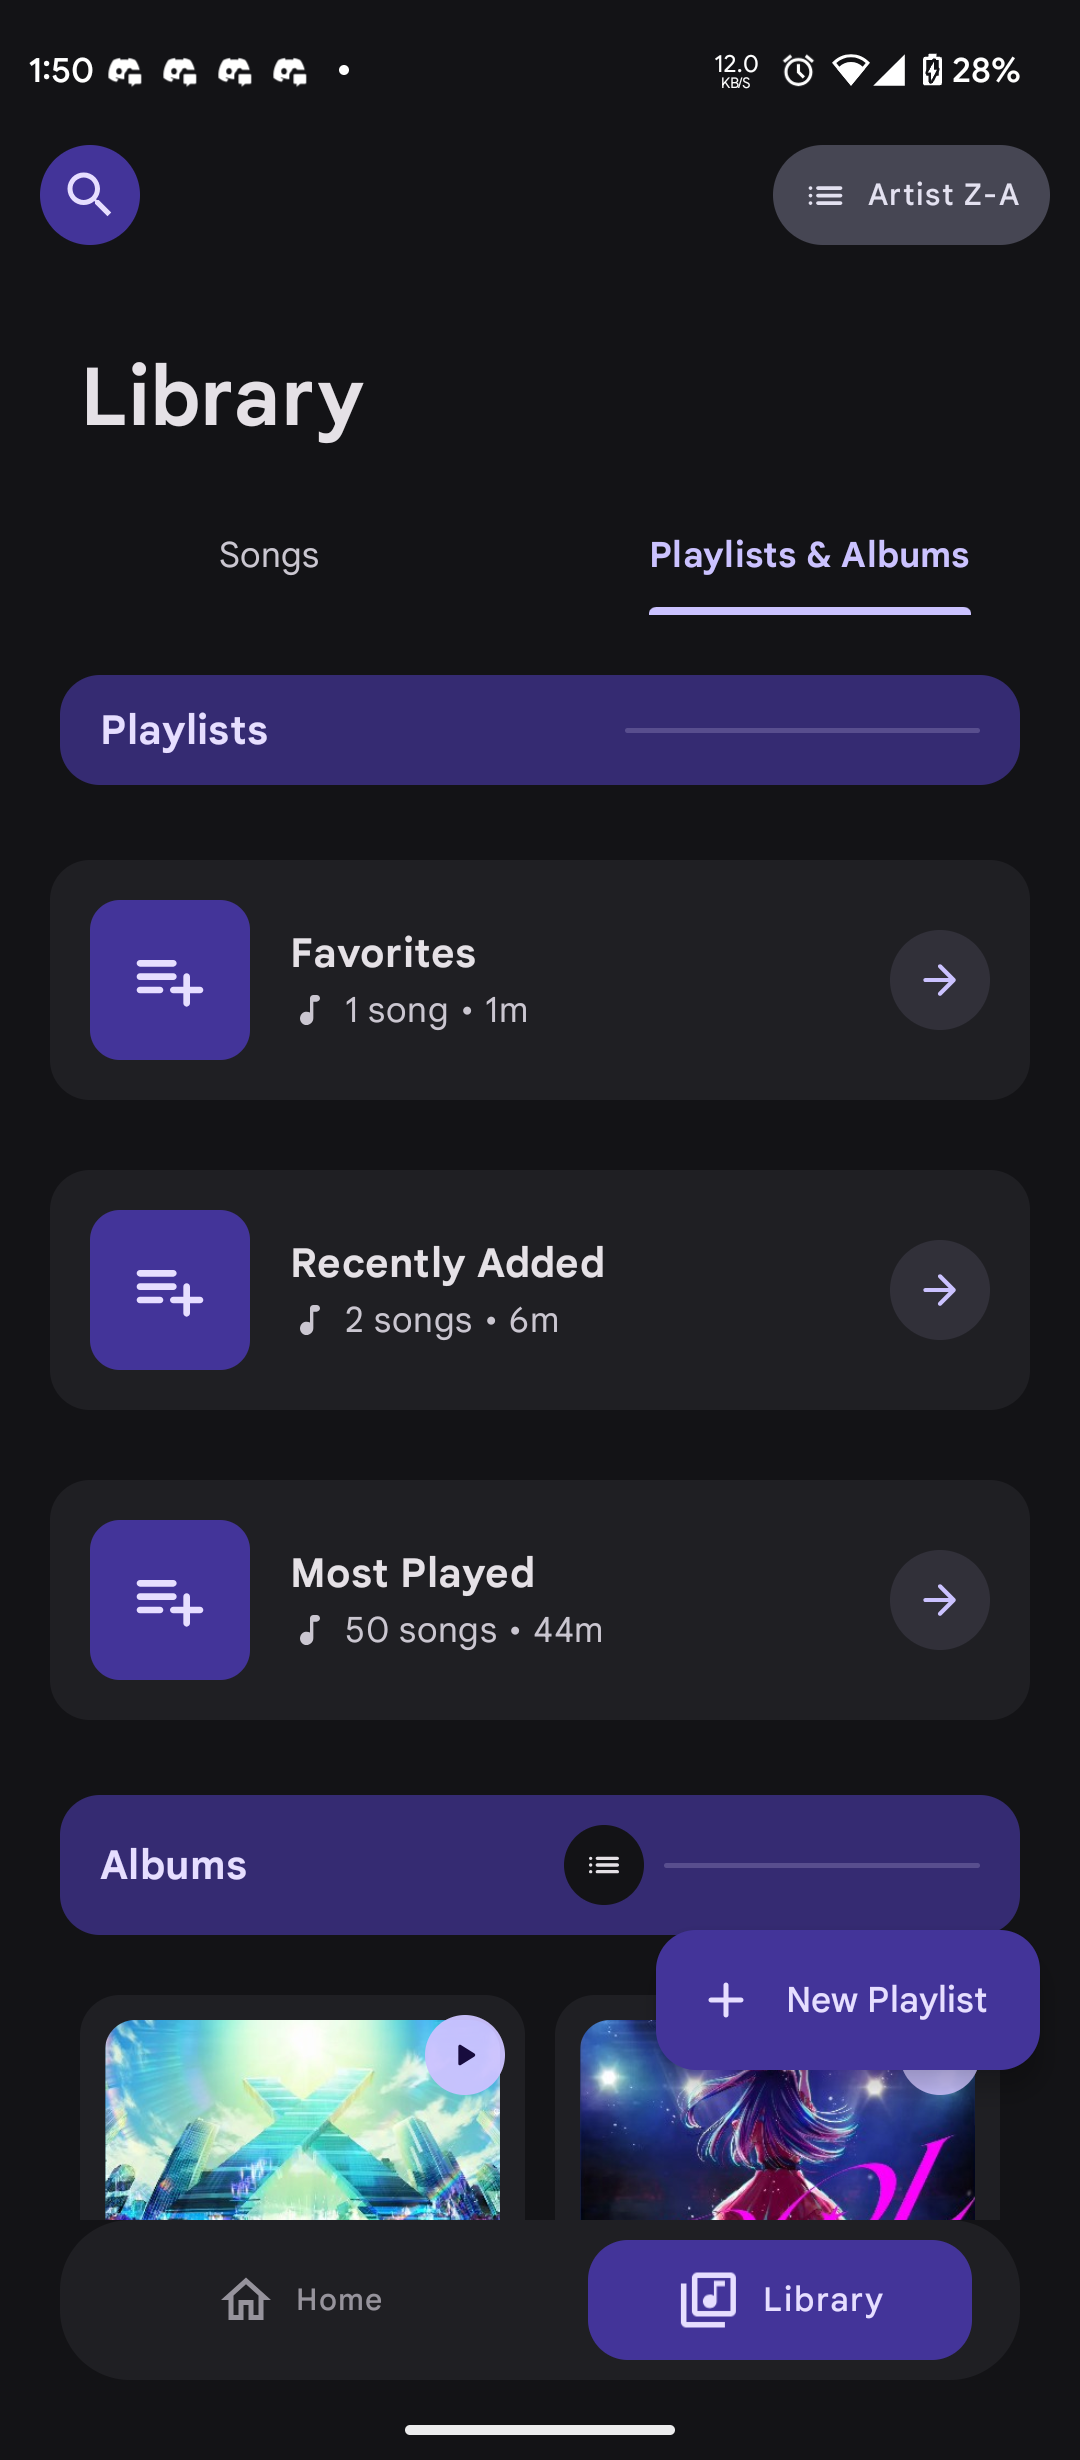 1:50
12.0
KB/S
28%
Artist Z-A
Library
Songs
Playlists & Albums
Playlists
Favorites
1 song • 1m
Recently Added
2 songs • 6m
Most Played
50 songs • 44m
Albums
New Playlist
Home
Library